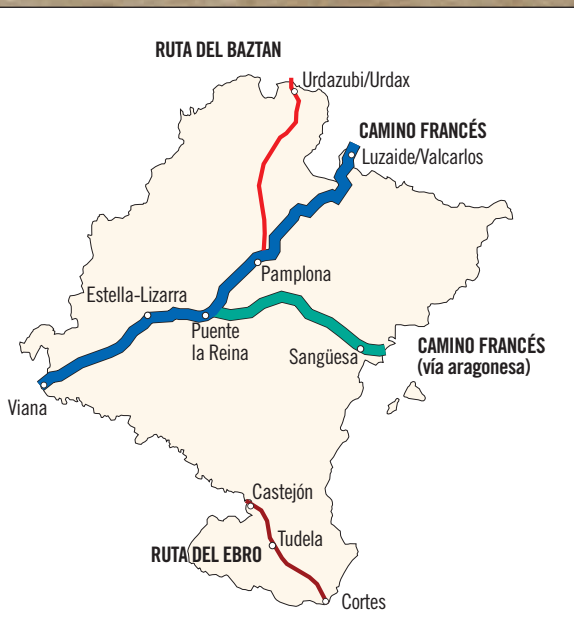 RUTA DEL BAZTAN
Urdazubi/Urdax
CAMINO FRANCÉS
Luzaide/Valcarlos
Pamplona
Estella-Lizarra
Puente
la Reina
Sangüesa
CAMINO FRANCÉS
(vía aragonesa)
Viana
Castejón
Tudela
RUTA DEL EBRO
Cortes